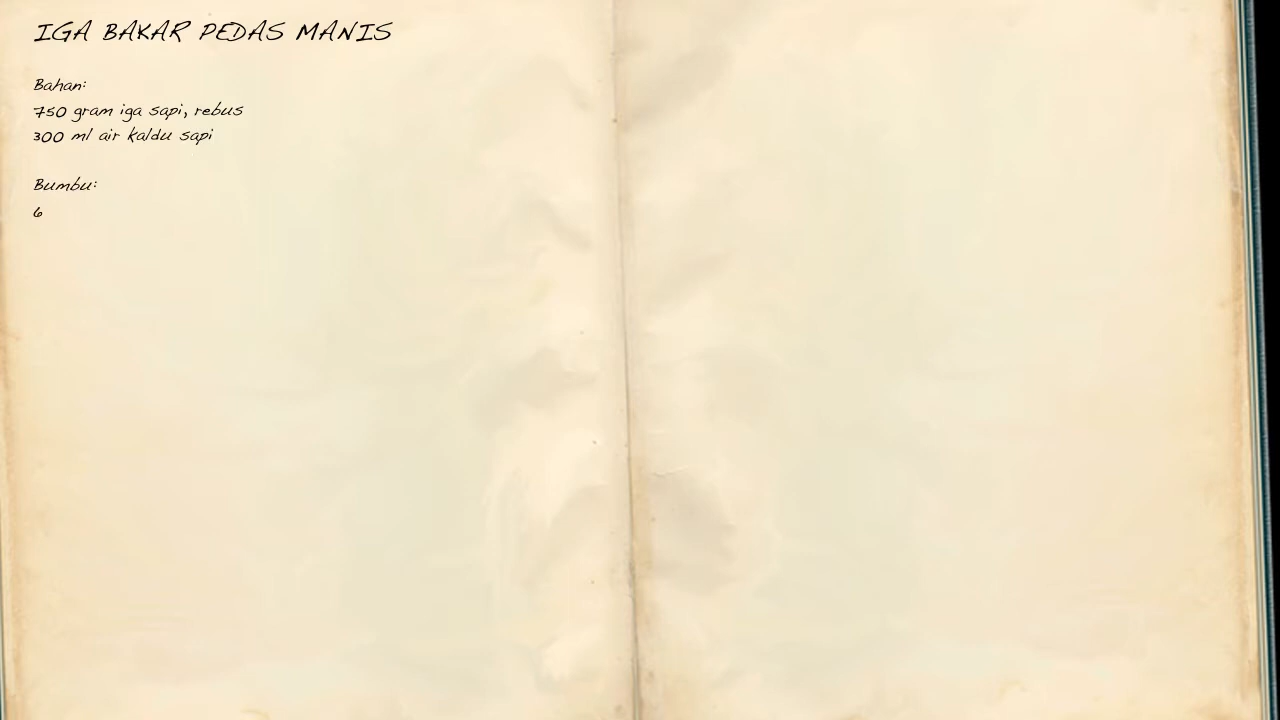 IGA BAKAR PEDAS MANIS
Bahan:
750 gram iga sapi, rebus
300 ml air kaldu sapi
Bumbu:
6